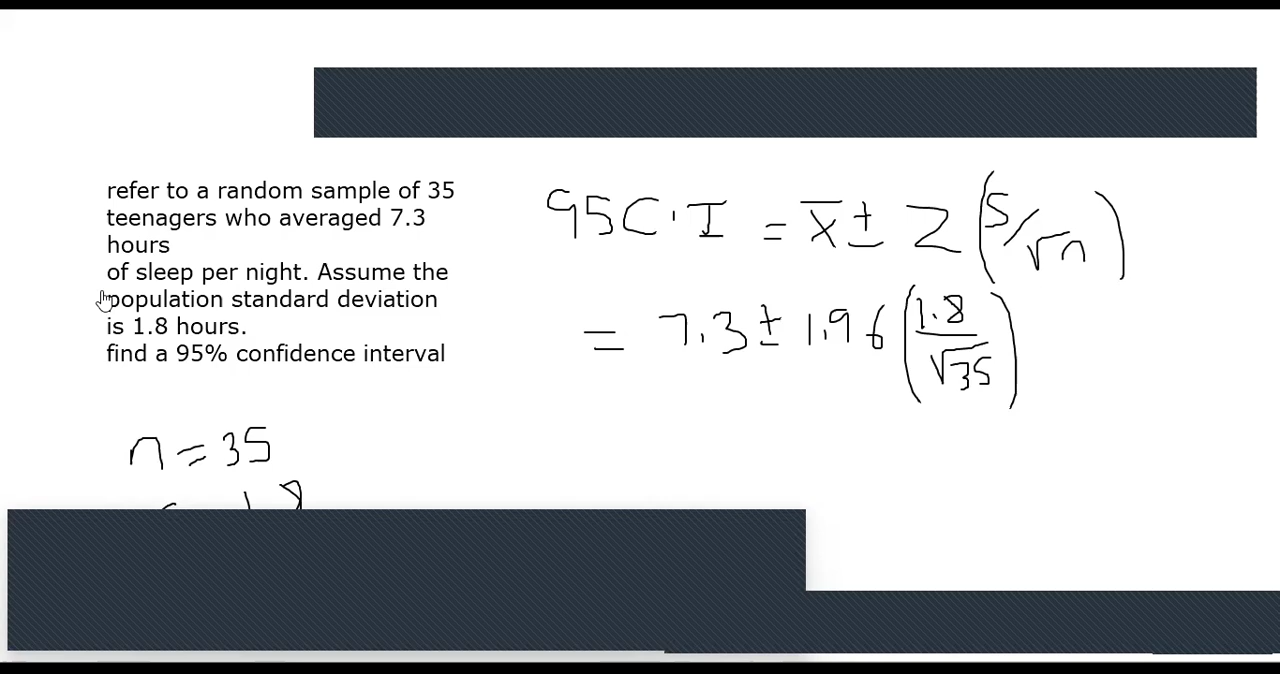 refer to a random sample of 35
teenagers who averaged 7.3
hours
of sleep per night. Assume the
population standard deviation
is 1.8 hours.
find a 95% confidence interval
95 C.I = x̄ ± Z (S/√n)
= 7.3 ± 1.96 (1.8/√35)
n = 35